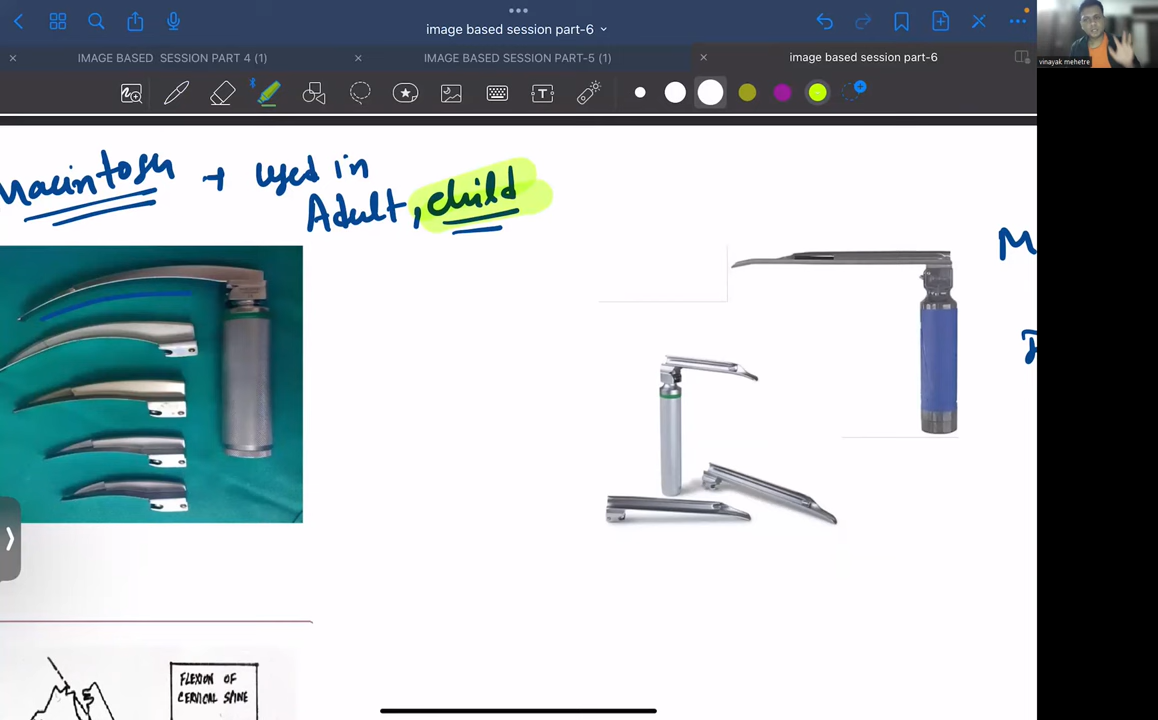 image based session part-6
IMAGE BASED SESSION PART 4 (1)
IMAGE BASED SESSION PART-5 (1)
image based session part-6
vinayak mehetre
Macintosh → used in
Adult, child
M
FLEXION OF
CERVICAL SPINE